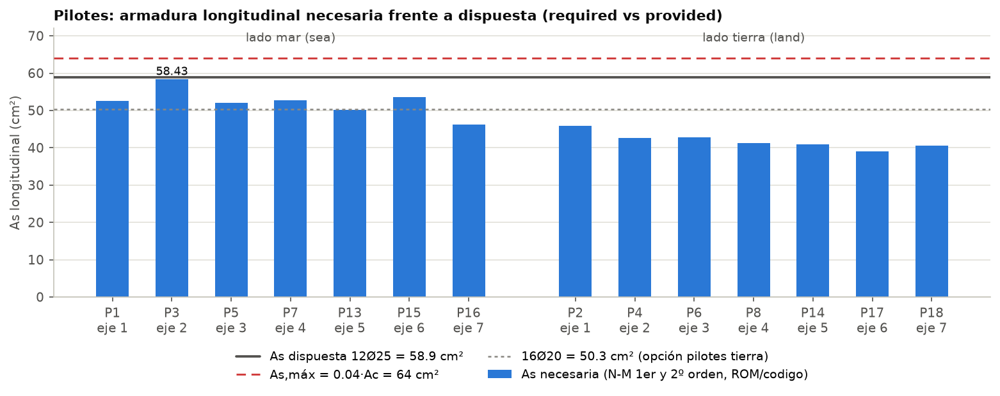 Pilotes: armadura longitudinal necesaria frente a dispuesta (required vs provided)
lado mar (sea)
lado tierra (land)
As longitudinal (cm²)
70
60
50
40
30
20
10
0
58.43
P1
eje 1
P3
eje 2
P5
eje 3
P7
eje 4
P13
eje 5
P15
eje 6
P16
eje 7
P2
eje 1
P4
eje 2
P6
eje 3
P8
eje 4
P14
eje 5
P17
eje 6
P18
eje 7
As dispuesta 12Ø25 = 58.9 cm²
As,máx = 0.04·Ac = 64 cm²
16Ø20 = 50.3 cm² (opción pilotes tierra)
As necesaria (N-M 1er y 2º orden, ROM/codigo)